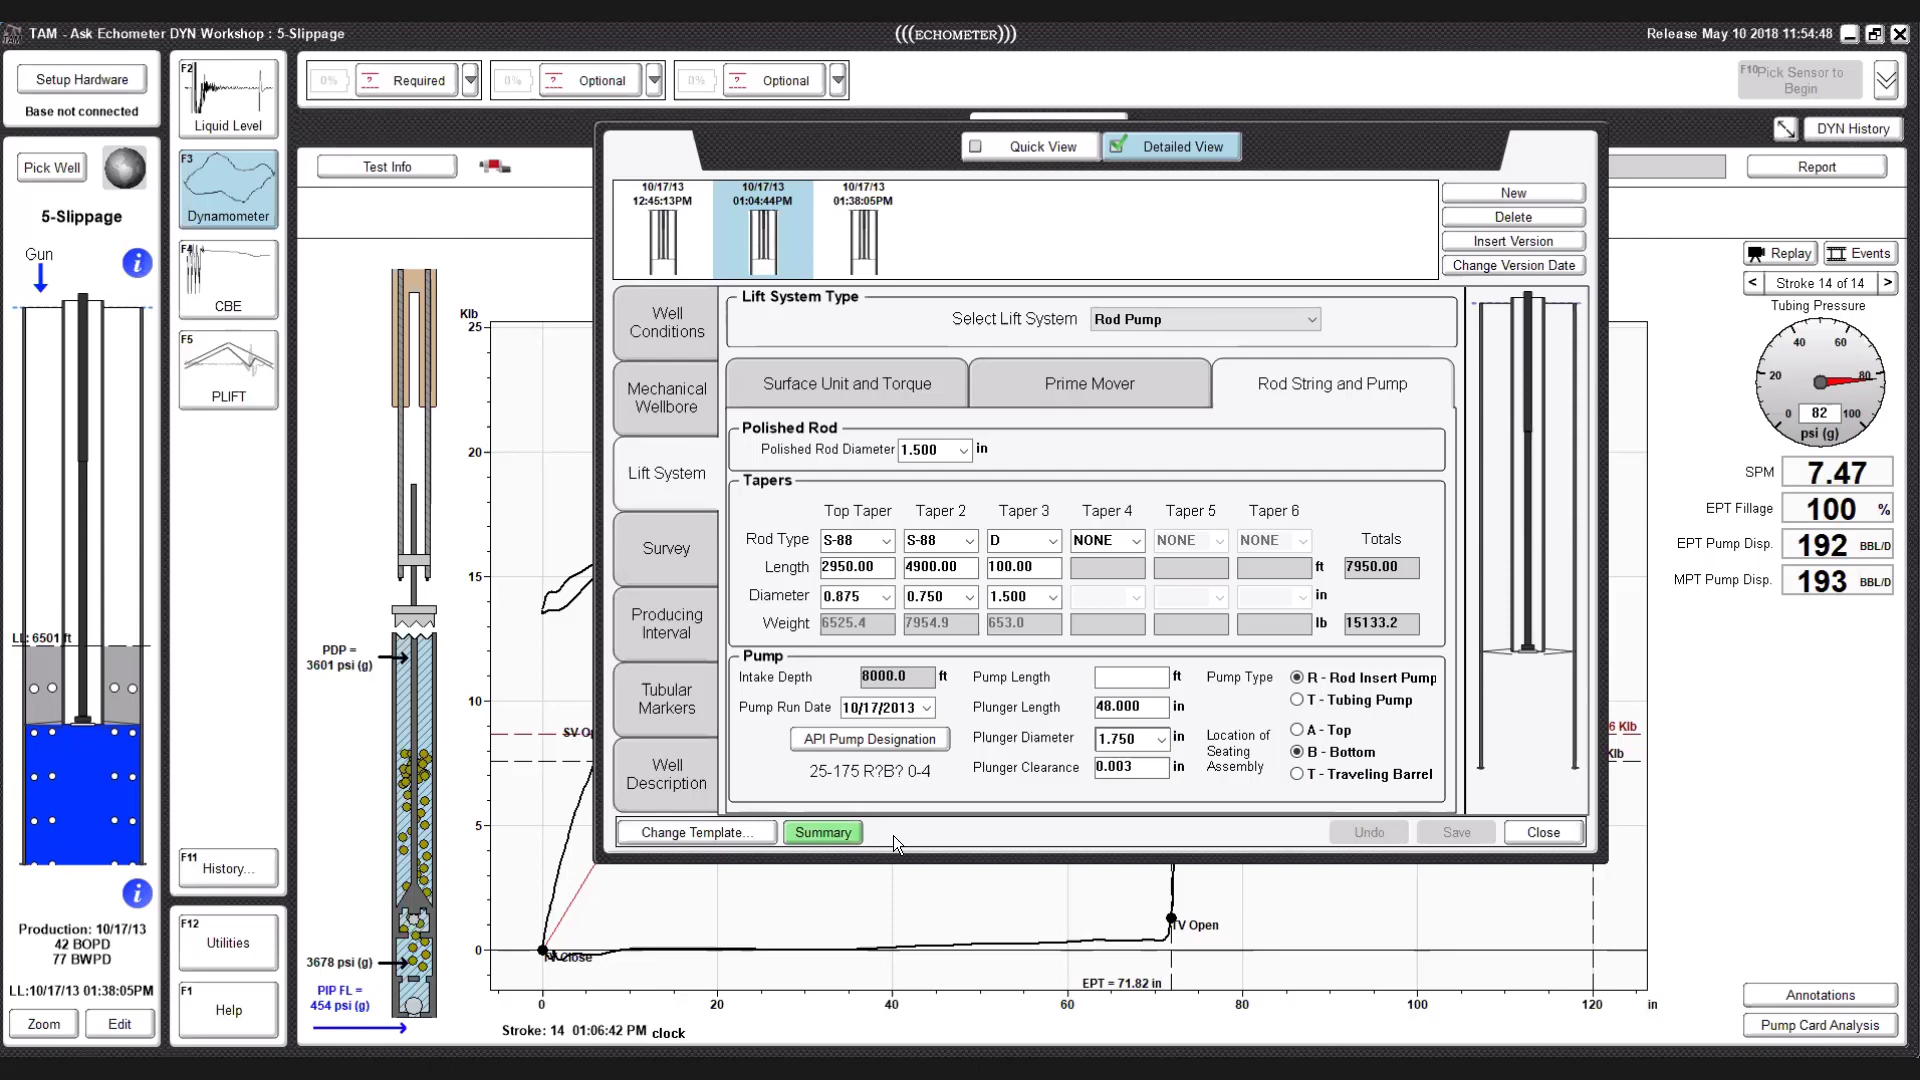 TAM - Ask Echometer DYN Workshop : 5-Slippage
(((ECHOMETER)))
Release May 10 2018 11:54:48
Setup Hardware
Base not connected
Pick Well
5-Slippage
Gun
LL: 6501 ft
Production: 10/17/13
42 BOPD
77 BWPD
LL:10/17/13 01:38:05PM
Zoom
Edit
F2
Liquid Level
F3
Dynamometer
F4
CBE
F5
PLIFT
F11
History...
F12
Utilities
F1
Help
0%
?
Required
0%
?
Optional
0%
?
Optional
F10
Pick Sensor to
Begin
DYN History
Test Info
Report
Quick View
Detailed View
10/17/13
12:45:13PM
10/17/13
01:04:44PM
10/17/13
01:38:05PM
New
Delete
Insert Version
Change Version Date
Well
Conditions
Mechanical
Wellbore
Lift System
Survey
Producing
Interval
Tubular
Markers
Well
Description
Lift System Type
Select Lift System
Rod Pump
Surface Unit and Torque
Prime Mover
Rod String and Pump
Polished Rod
Polished Rod Diameter 1.500 in
Tapers
Top Taper Taper 2 Taper 3 Taper 4 Taper 5 Taper 6
Rod Type S-88 S-88 D NONE NONE NONE Totals
Length 2950.00 4900.00 100.00 ft 7950.00
Diameter 0.875 0.750 1.500 in
Weight 6525.4 7954.9 653.0 lb 15133.2
Pump
Intake Depth 8000.0 ft
Pump Run Date 10/17/2013
API Pump Designation
25-175 R?B? 0-4
Pump Length ft
Plunger Length 48.000 in
Plunger Diameter 1.750 in
Plunger Clearance 0.003 in
Pump Type
R - Rod Insert Pump
T - Tubing Pump
Location of
Seating
Assembly
A - Top
B - Bottom
T - Traveling Barrel
Change Template...
Summary
Undo
Save
Close
Klb
25
20
15
10
5
0
PDP =
3601 psi (g)
3678 psi (g)
PIP FL =
454 psi (g)
6 Klb
Klb
TV Open
EPT = 71.82 in
0 20 40 60 80 100 120 in
Stroke: 14 01:06:42 PM clock
Replay
Events
<
Stroke 14 of 14
>
Tubing Pressure
0 20 40 60 80 100
82
psi (g)
SPM 7.47
EPT Fillage 100 %
EPT Pump Disp. 192 BBL/D
MPT Pump Disp. 193 BBL/D
Annotations
Pump Card Analysis